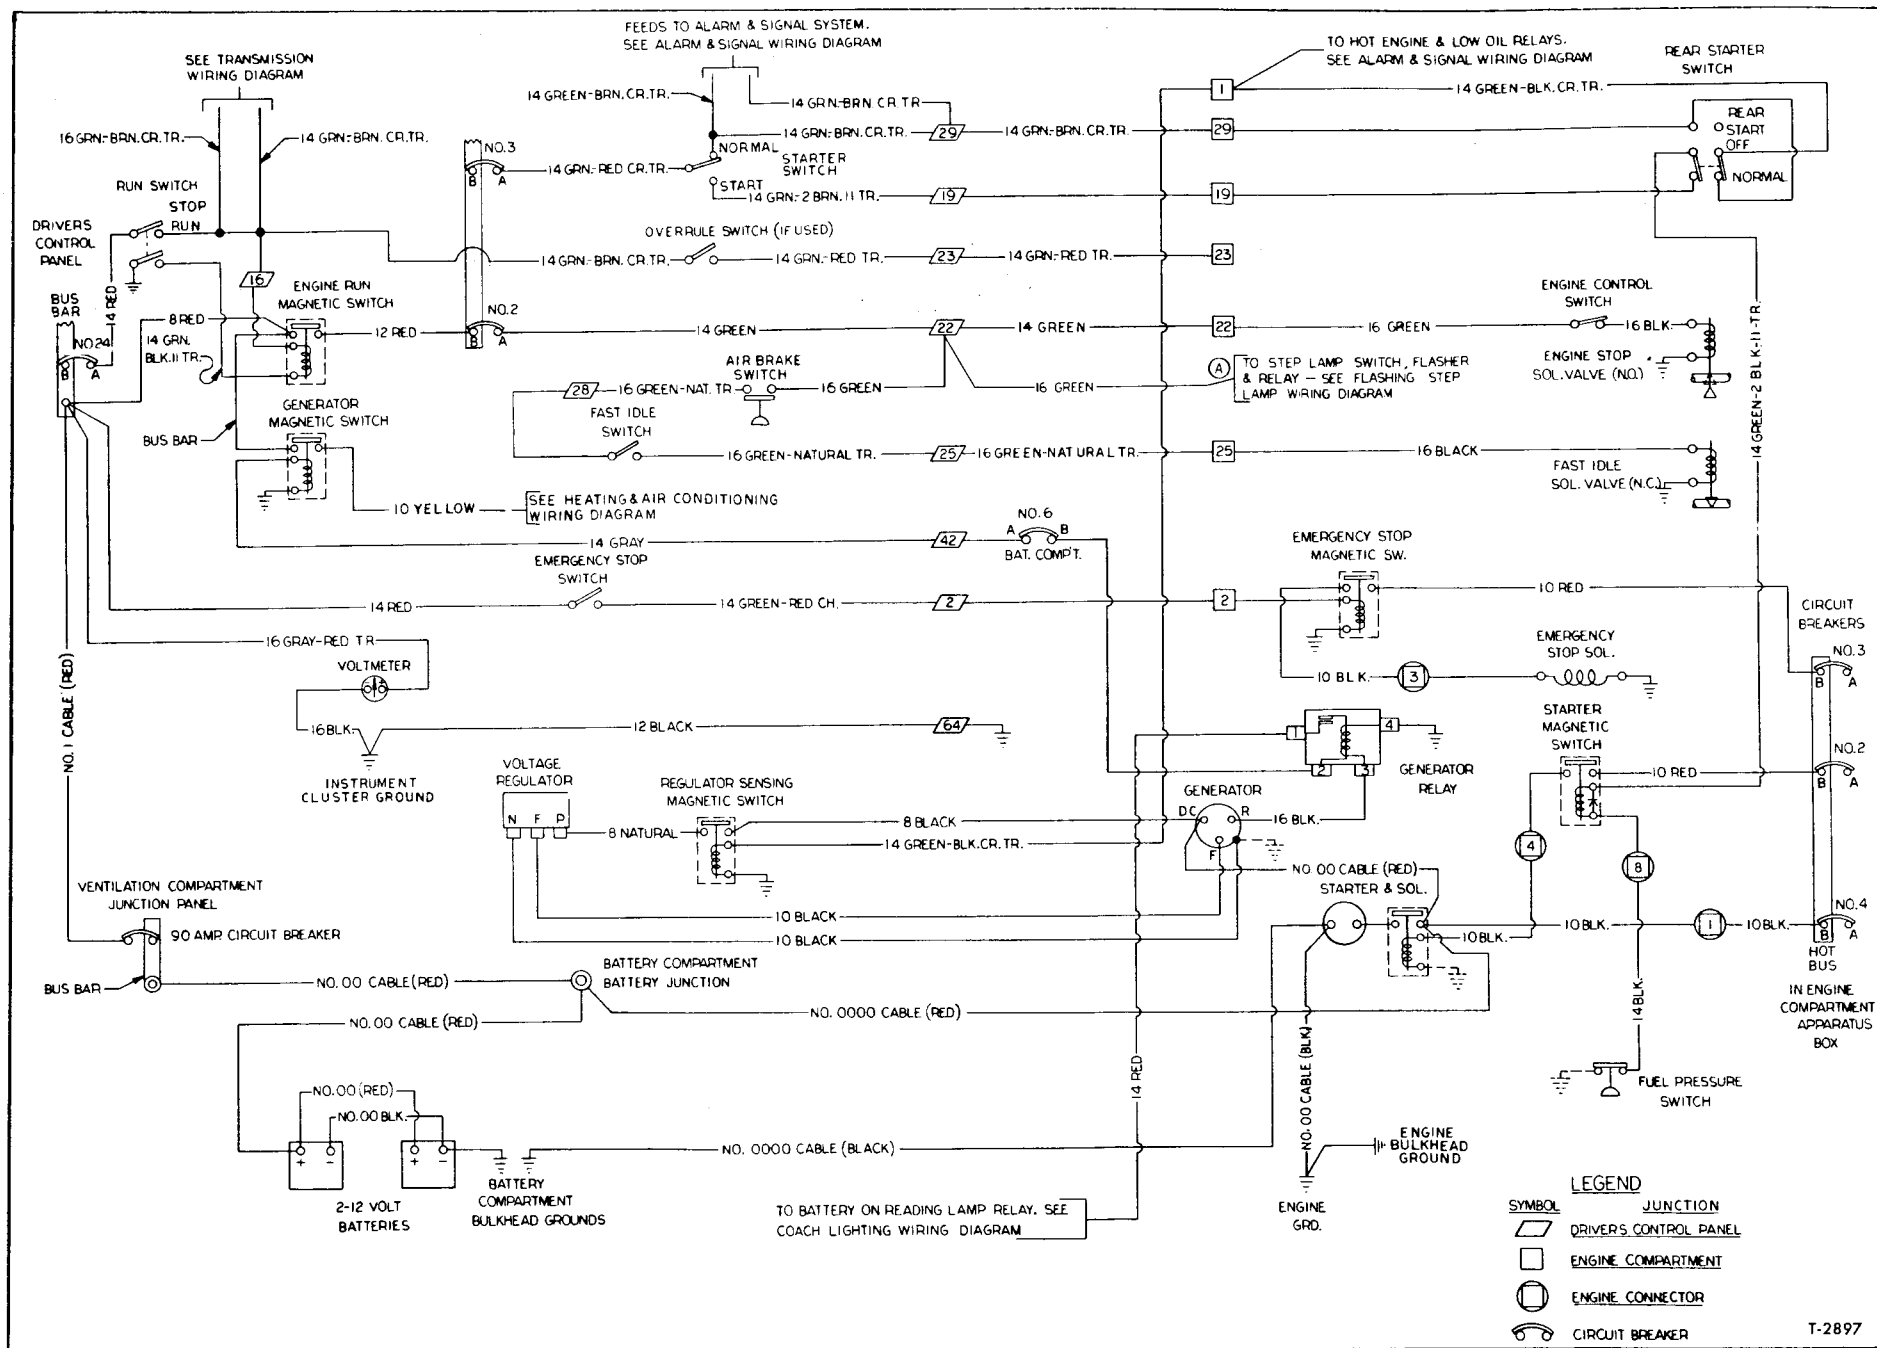 FEEDS TO ALARM & SIGNAL SYSTEM.
SEE ALARM & SIGNAL WIRING DIAGRAM
TO HOT ENGINE & LOW OIL RELAYS.
SEE ALARM & SIGNAL WIRING DIAGRAM
REAR STARTER
SWITCH
SEE TRANSMISSION
WIRING DIAGRAM
14 GREEN-BRN.CR.TR.
14 GRN-BRN. CR. TR
1
14 GREEN-BLK.CR.TR.
16 GRN.-BRN.CR.TR.
14 GRN.-BRN. CR. TR.
14 GRN.-BRN.CR.TR.
29
14 GRN.-BRN.CR.TR.
29
REAR
START
OFF
NORMAL
NO.3
B
A
14 GRN.-RED CR.TR.
NORMAL
STARTER
SWITCH
START
14 GRN.-2 BRN.11 TR.
19
19
RUN SWITCH
STOP
RUN
DRIVERS
CONTROL
PANEL
OVERRULE SWITCH (IF USED)
14 GRN.-BRN. CR.TR.
14 GRN.-RED TR.
23
14 GRN-RED TR.
23
16
ENGINE RUN
MAGNETIC SWITCH
BUS
BAR
14 RED
8 RED
12 RED
NO.2
B
A
14 GREEN
22
14 GREEN
22
16 GREEN
ENGINE CONTROL
SWITCH
16 BLK
NO24
B
A
14 GRN.
BLK.11 TR.
AIR BRAKE
SWITCH
28
16 GREEN-NAT. TR.
16 GREEN
16 GREEN
A
TO STEP LAMP SWITCH, FLASHER
& RELAY - SEE FLASHING STEP
LAMP WIRING DIAGRAM
ENGINE STOP
SOL.VALVE (N.O.)
14 GREEN-2 BLK-11-TR.
GENERATOR
MAGNETIC SWITCH
BUS BAR
FAST IDLE
SWITCH
16 GREEN-NATURAL TR.
25
16 GREEN-NATURAL TR.
25
16 BLACK
FAST IDLE
SOL. VALVE (N.C.)
10 YELLOW
SEE HEATING & AIR CONDITIONING
WIRING DIAGRAM
14 GRAY
42
NO.6
A
B
BAT. COMP'T.
EMERGENCY STOP
MAGNETIC SW.
EMERGENCY STOP
SWITCH
14 RED
14 GREEN-RED CH.
2
2
10 RED
CIRCUIT
BREAKERS
16 GRAY-RED TR
VOLTMETER
- +
EMERGENCY
STOP SOL.
10 BLK.
3
NO.3
B
A
NO.1 CABLE (RED)
16BLK.
12 BLACK
64
INSTRUMENT
CLUSTER GROUND
1
4
2
3
GENERATOR
RELAY
STARTER
MAGNETIC
SWITCH
10 RED
NO.2
B
A
VOLTAGE
REGULATOR
N F P
REGULATOR SENSING
MAGNETIC SWITCH
8 NATURAL
8 BLACK
14 GREEN-BLK.CR.TR.
GENERATOR
DC
R
F
16 BLK.
4
8
NO.00 CABLE (RED)
STARTER & SOL.
VENTILATION COMPARTMENT
JUNCTION PANEL
90 AMP. CIRCUIT BREAKER
10 BLACK
10 BLACK
10BLK.
10 BLK.
1
10BLK.
NO.4
B
A
HOT
BUS
BUS BAR
NO. 00 CABLE (RED)
BATTERY COMPARTMENT
BATTERY JUNCTION
NO.00 CABLE (RED)
NO. 0000 CABLE (RED)
IN ENGINE
COMPARTMENT
APPARATUS
BOX
14 BLK.
14 RED
NO. 00 CABLE (BLK)
FUEL PRESSURE
SWITCH
NO.00 (RED)
NO.00 BLK.
+ -
+ -
2-12 VOLT
BATTERIES
BATTERY
COMPARTMENT
BULKHEAD GROUNDS
NO. 0000 CABLE (BLACK)
ENGINE
BULKHEAD
GROUND
TO BATTERY ON READING LAMP RELAY. SEE
COACH LIGHTING WIRING DIAGRAM
ENGINE
GRD.
LEGEND
SYMBOL JUNCTION
DRIVERS CONTROL PANEL
ENGINE COMPARTMENT
ENGINE CONNECTOR
CIRCUIT BREAKER
T-2897